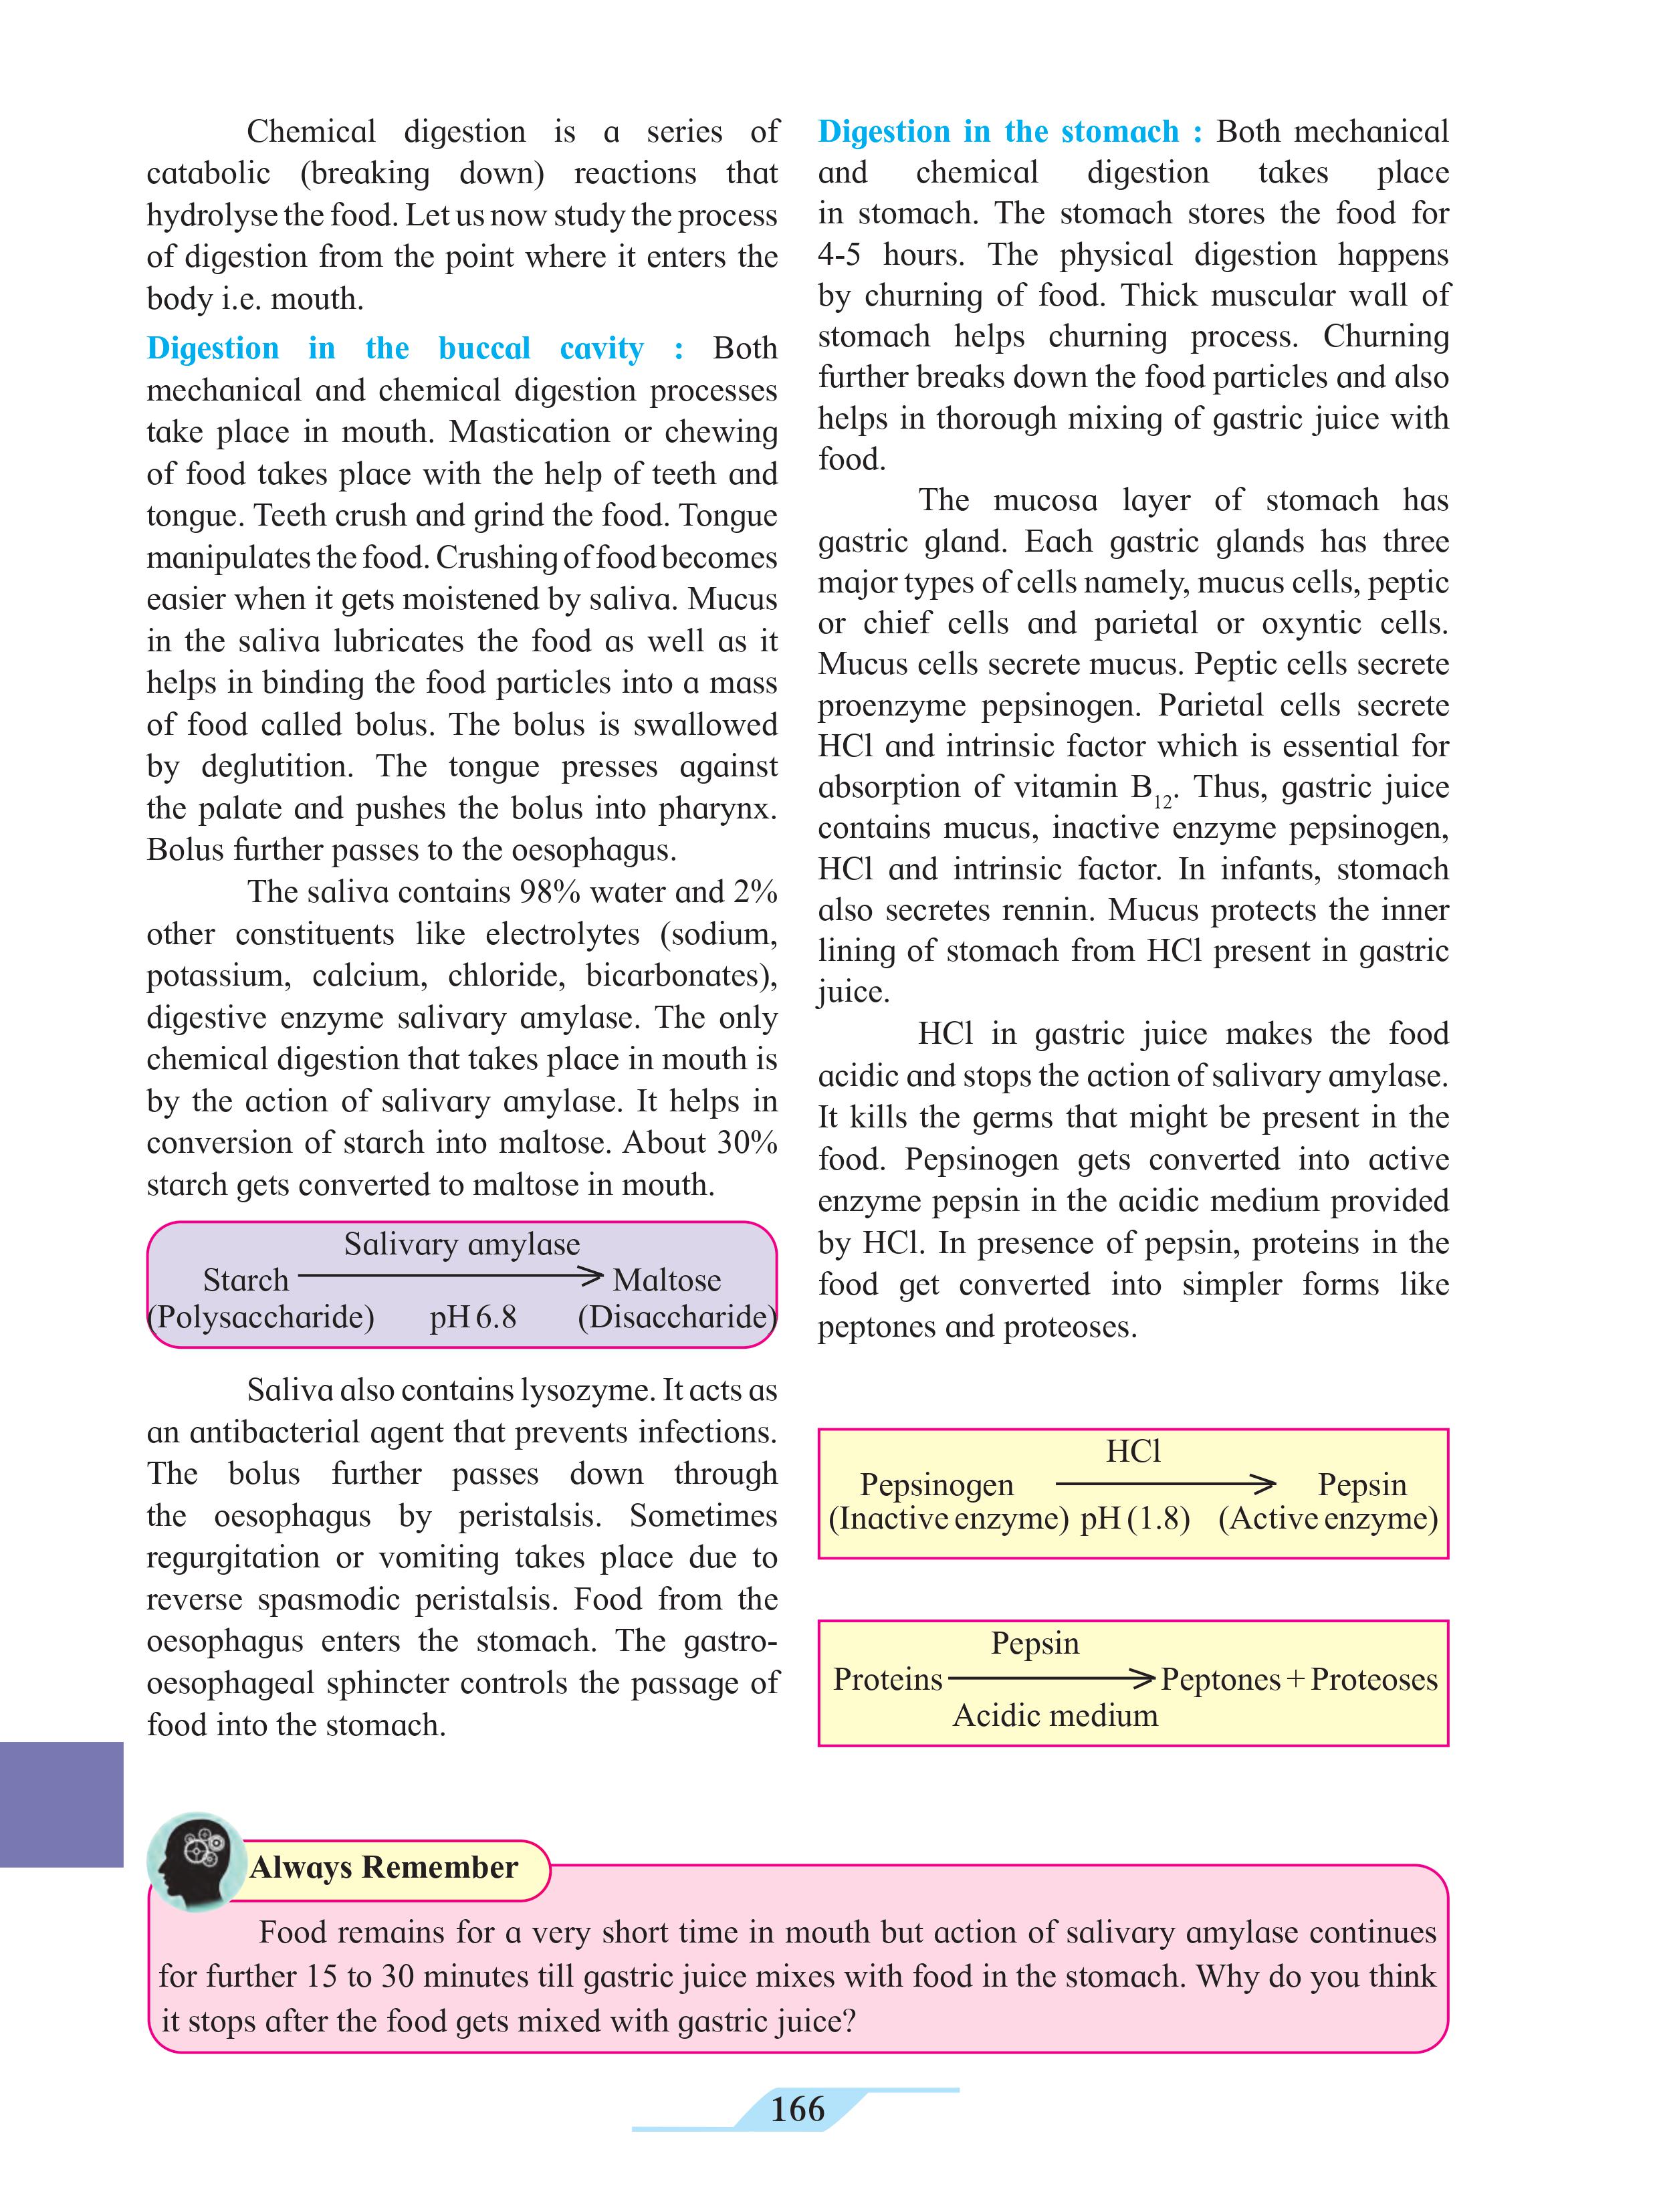 Chemical digestion is a series of
catabolic (breaking down) reactions that
hydrolyse the food. Let us now study the process
of digestion from the point where it enters the
body i.e. mouth.
Digestion in the buccal cavity : Both
mechanical and chemical digestion processes
take place in mouth. Mastication or chewing
of food takes place with the help of teeth and
tongue. Teeth crush and grind the food. Tongue
manipulates the food. Crushing of food becomes
easier when it gets moistened by saliva. Mucus
in the saliva lubricates the food as well as it
helps in binding the food particles into a mass
of food called bolus. The bolus is swallowed
by deglutition. The tongue presses against
the palate and pushes the bolus into pharynx.
Bolus further passes to the oesophagus.
The saliva contains 98% water and 2%
other constituents like electrolytes (sodium,
potassium, calcium, chloride, bicarbonates),
digestive enzyme salivary amylase. The only
chemical digestion that takes place in mouth is
by the action of salivary amylase. It helps in
conversion of starch into maltose. About 30%
starch gets converted to maltose in mouth.
Salivary amylase
Starch ⟶ Maltose
(Polysaccharide) pH 6.8 (Disaccharide)
Saliva also contains lysozyme. It acts as
an antibacterial agent that prevents infections.
The bolus further passes down through
the oesophagus by peristalsis. Sometimes
regurgitation or vomiting takes place due to
reverse spasmodic peristalsis. Food from the
oesophagus enters the stomach. The gastro-
oesophageal sphincter controls the passage of
food into the stomach.
Digestion in the stomach : Both mechanical
and chemical digestion takes place
in stomach. The stomach stores the food for
4-5 hours. The physical digestion happens
by churning of food. Thick muscular wall of
stomach helps churning process. Churning
further breaks down the food particles and also
helps in thorough mixing of gastric juice with
food.
The mucosa layer of stomach has
gastric gland. Each gastric glands has three
major types of cells namely, mucus cells, peptic
or chief cells and parietal or oxyntic cells.
Mucus cells secrete mucus. Peptic cells secrete
proenzyme pepsinogen. Parietal cells secrete
HCl and intrinsic factor which is essential for
absorption of vitamin B₁₂. Thus, gastric juice
contains mucus, inactive enzyme pepsinogen,
HCl and intrinsic factor. In infants, stomach
also secretes rennin. Mucus protects the inner
lining of stomach from HCl present in gastric
juice.
HCl in gastric juice makes the food
acidic and stops the action of salivary amylase.
It kills the germs that might be present in the
food. Pepsinogen gets converted into active
enzyme pepsin in the acidic medium provided
by HCl. In presence of pepsin, proteins in the
food get converted into simpler forms like
peptones and proteoses.
HCl
Pepsinogen ⟶ Pepsin
(Inactive enzyme) pH (1.8) (Active enzyme)
Pepsin
Proteins ⟶ Peptones + Proteoses
Acidic medium
Always Remember
Food remains for a very short time in mouth but action of salivary amylase continues
for further 15 to 30 minutes till gastric juice mixes with food in the stomach. Why do you think
it stops after the food gets mixed with gastric juice?
166